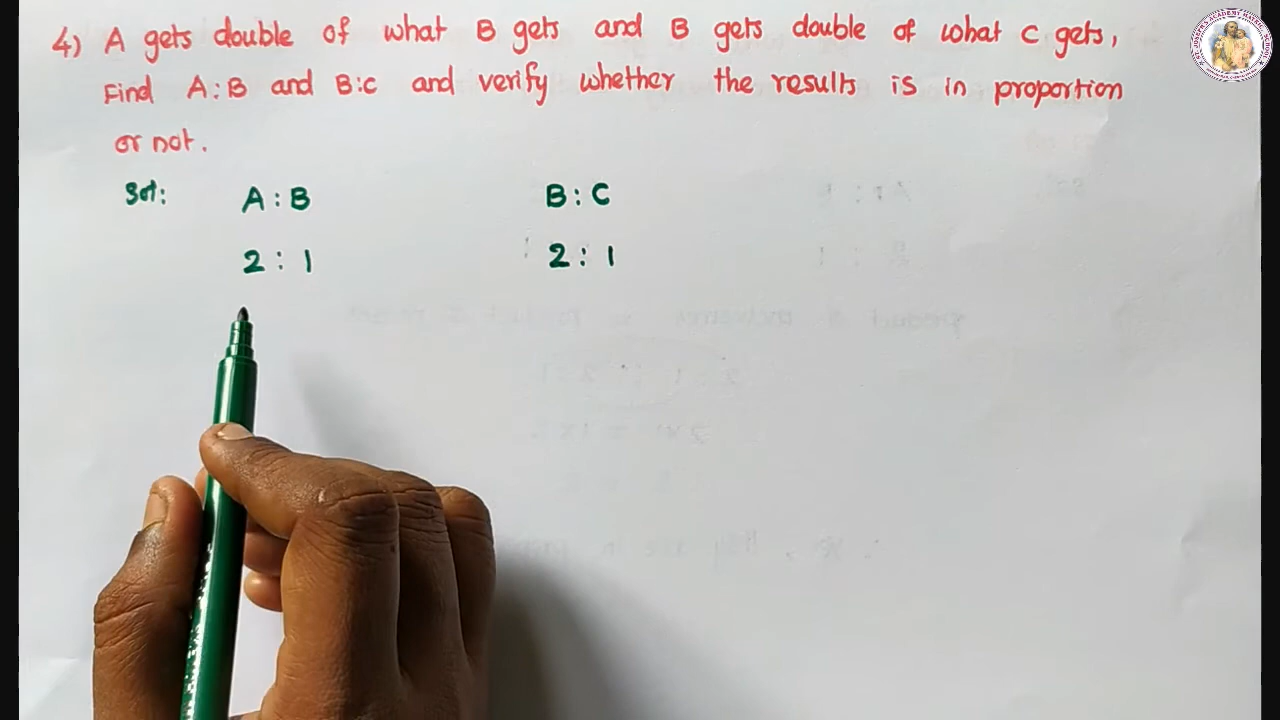 4) A gets double of what B gets and B gets double of what C gets,
Find A:B and B:C and verify whether the results is in proportion
or not.
Sol: A : B B : C
2 : 1 2 : 1